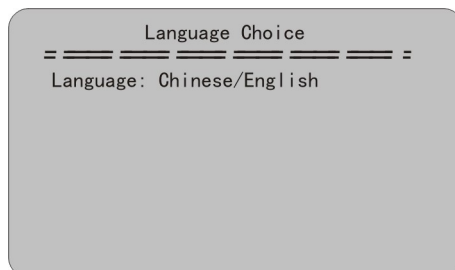 Language Choice
= ==== ==== ==== ==== ==== ==== =
Language: Chinese/English